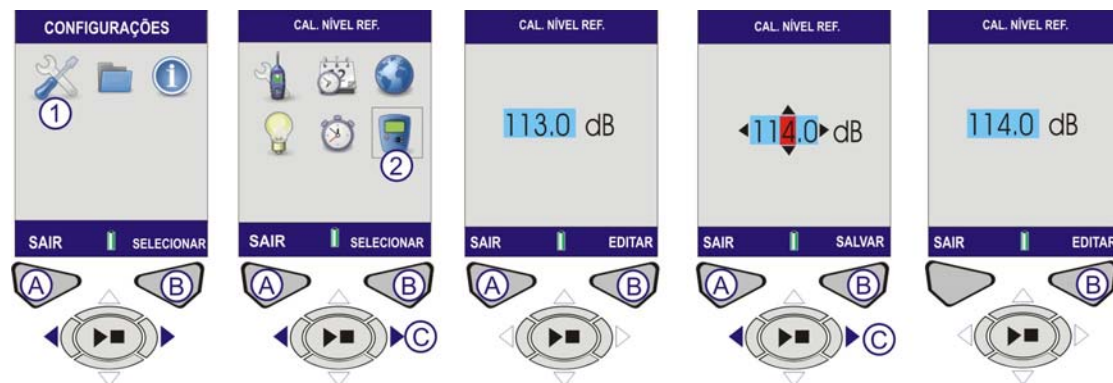 CONFIGURAÇÕES
1
SAIR
SELECIONAR
A
B
CAL. NÍVEL REF.
2
SAIR
SELECIONAR
A
B
C
CAL. NÍVEL REF.
113.0 dB
SAIR
EDITAR
A
B
CAL. NÍVEL REF.
114.0 dB
SAIR
SALVAR
A
B
C
CAL. NÍVEL REF.
114.0 dB
SAIR
EDITAR
B